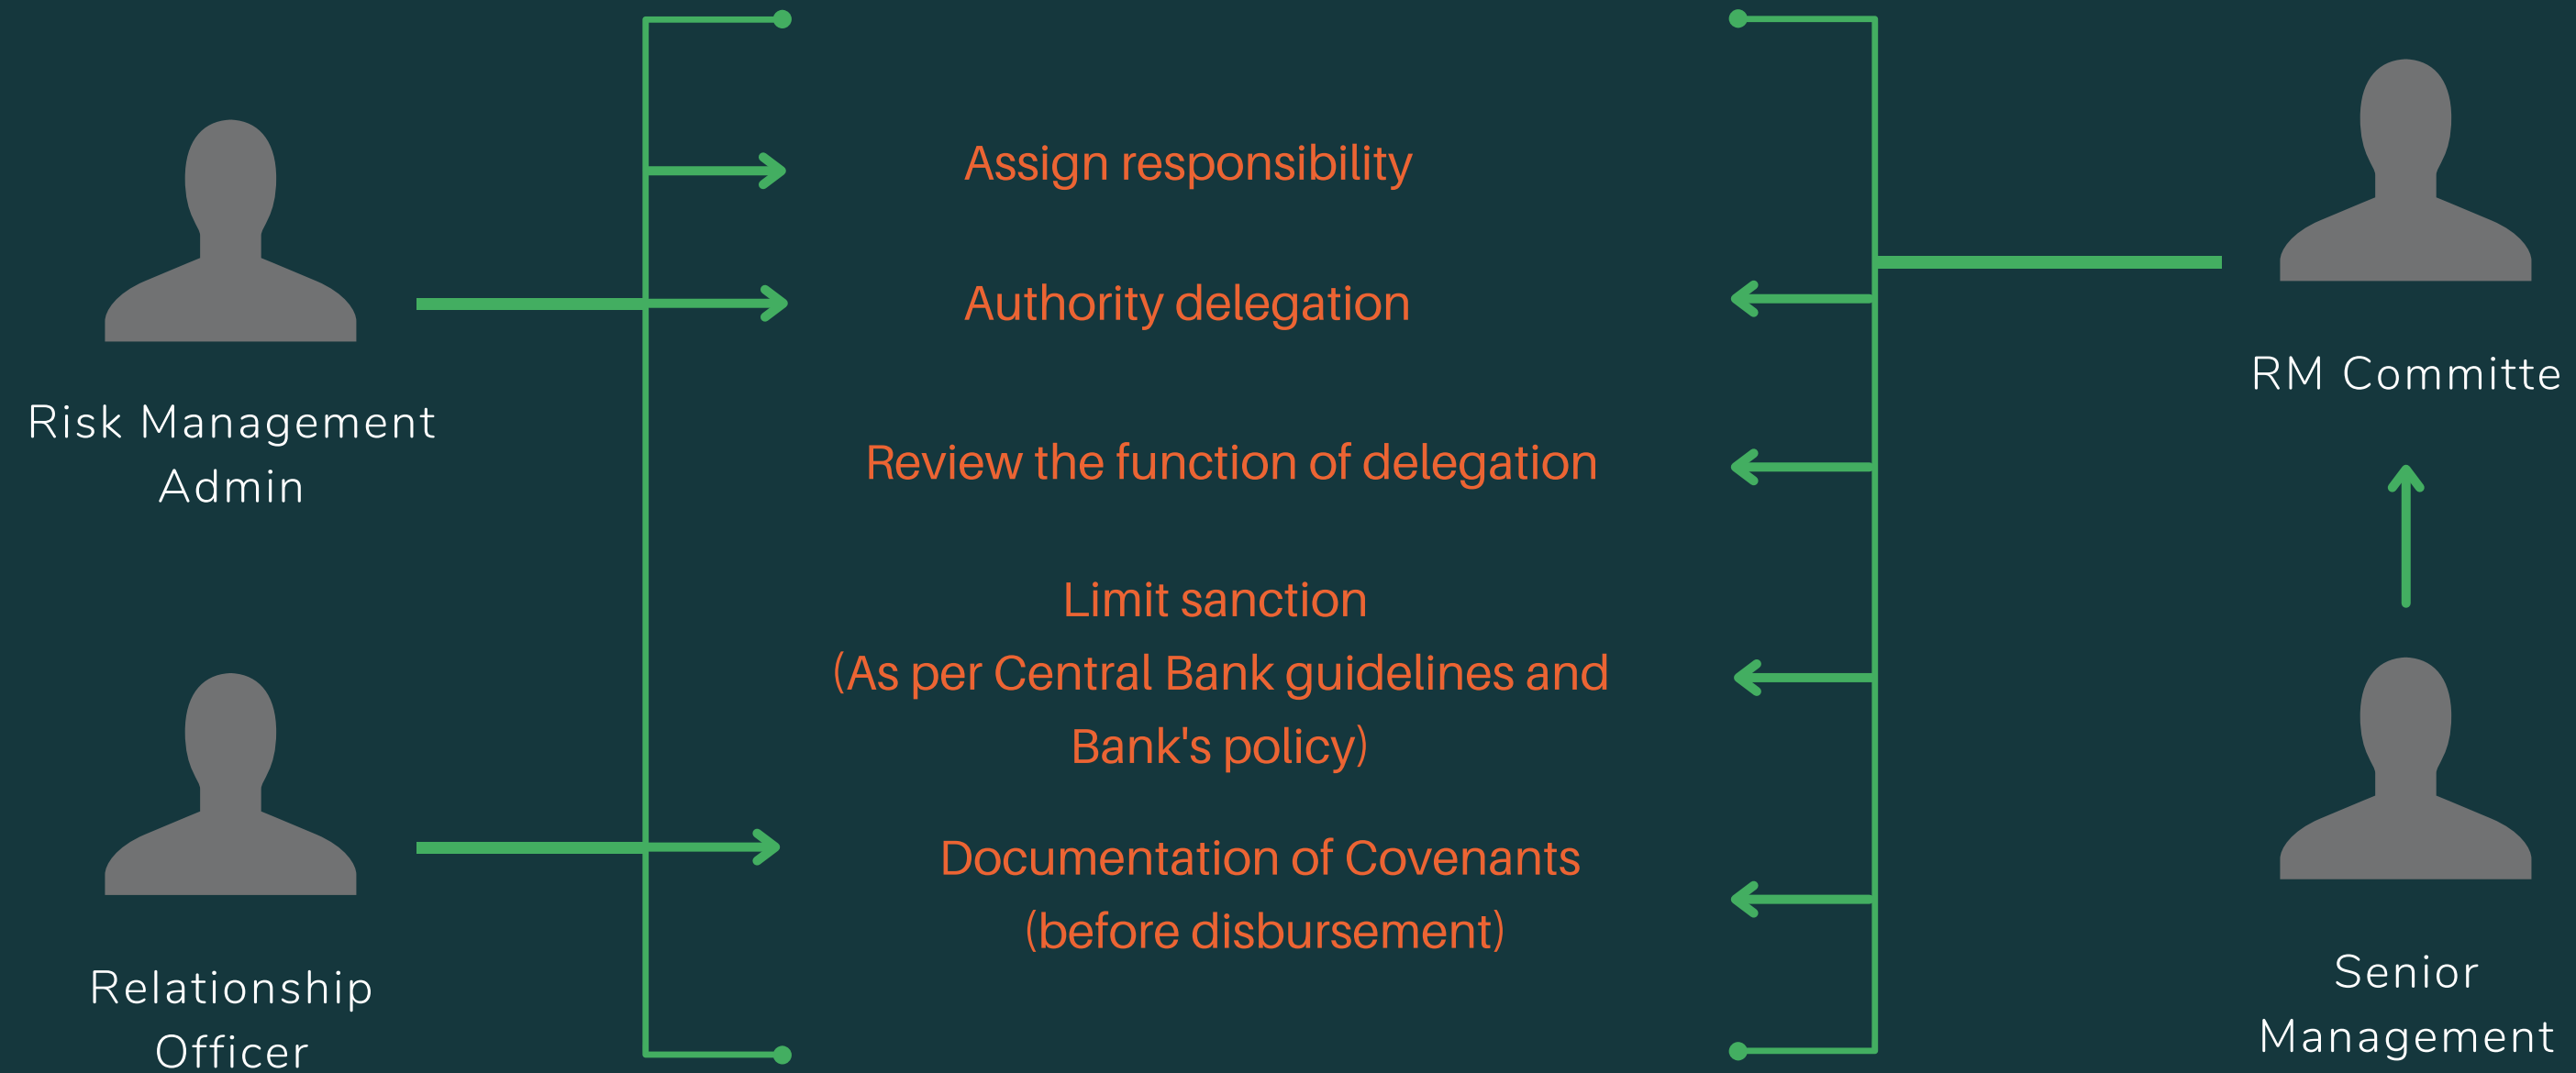 Risk Management
Admin
Relationship
Officer
Assign responsibility
Authority delegation
Review the function of delegation
Limit sanction
(As per Central Bank guidelines and
Bank's policy)
Documentation of Covenants
(before disbursement)
RM Committe
Senior
Management